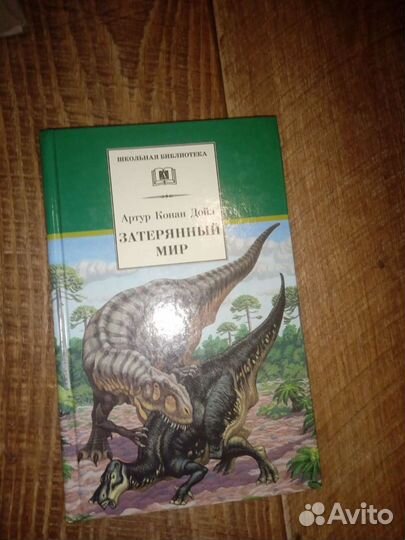 ШКОЛЬНАЯ БИБЛИОТЕКА
Артур Конан Дойл
ЗАТЕРЯННЫЙ
МИР
Avito